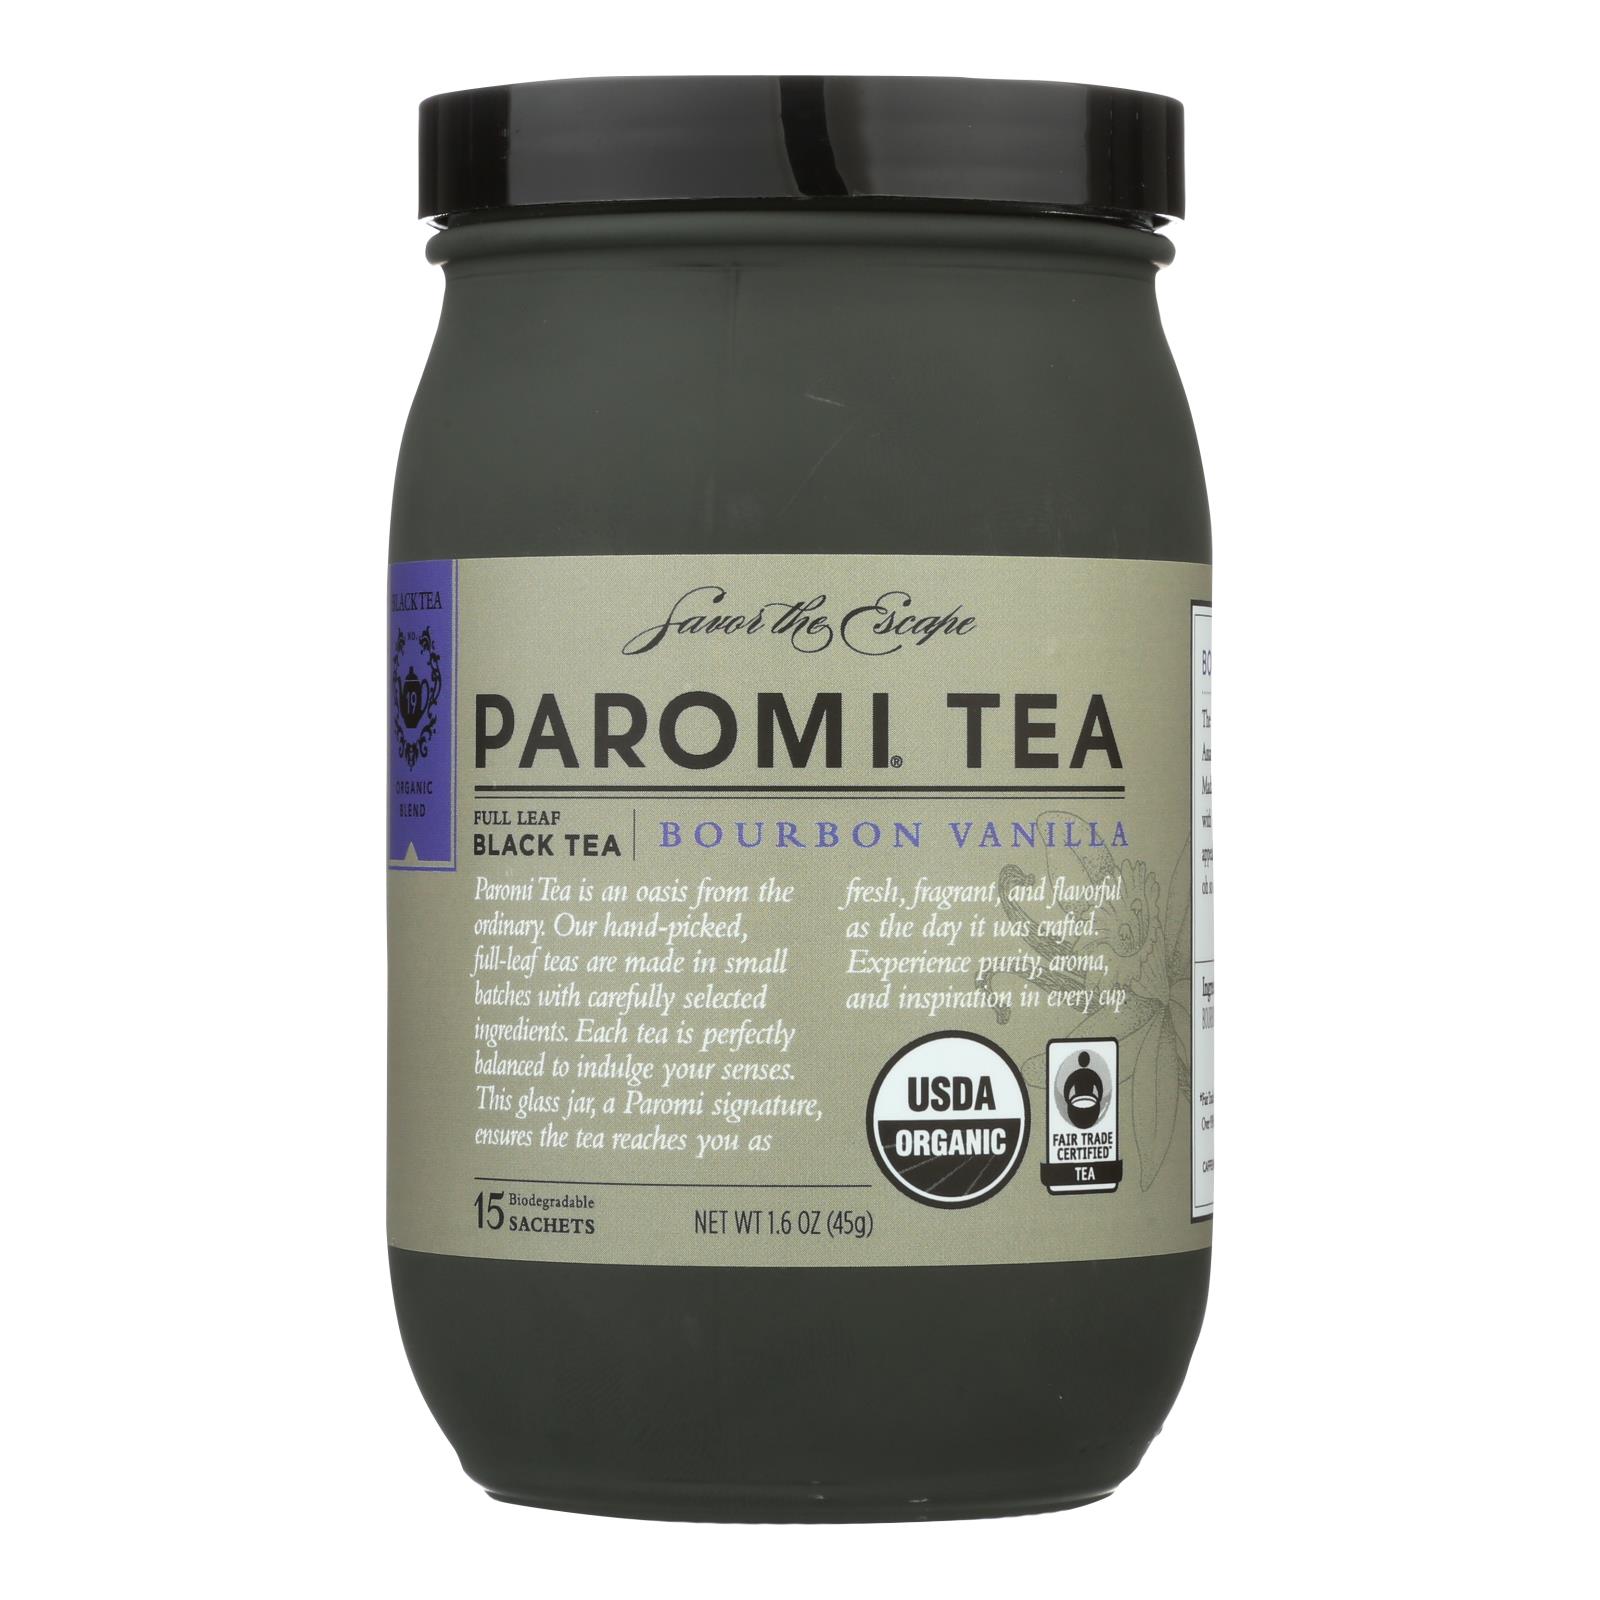 Savor the Escape
PAROMI® TEA
BLACK TEA
NO.
19
ORGANIC
BLEND
FULL LEAF
BLACK TEA
BOURBON VANILLA
Paromi Tea is an oasis from the
ordinary. Our hand-picked,
full-leaf teas are made in small
batches with carefully selected
ingredients. Each tea is perfectly
balanced to indulge your senses.
This glass jar, a Paromi signature,
ensures the tea reaches you as
fresh, fragrant, and flavorful
as the day it was crafted.
Experience purity, aroma,
and inspiration in every cup.
USDA
ORGANIC
FAIR TRADE
CERTIFIED™
TEA
15 Biodegradable
SACHETS
NET WT 1.6 OZ (45g)